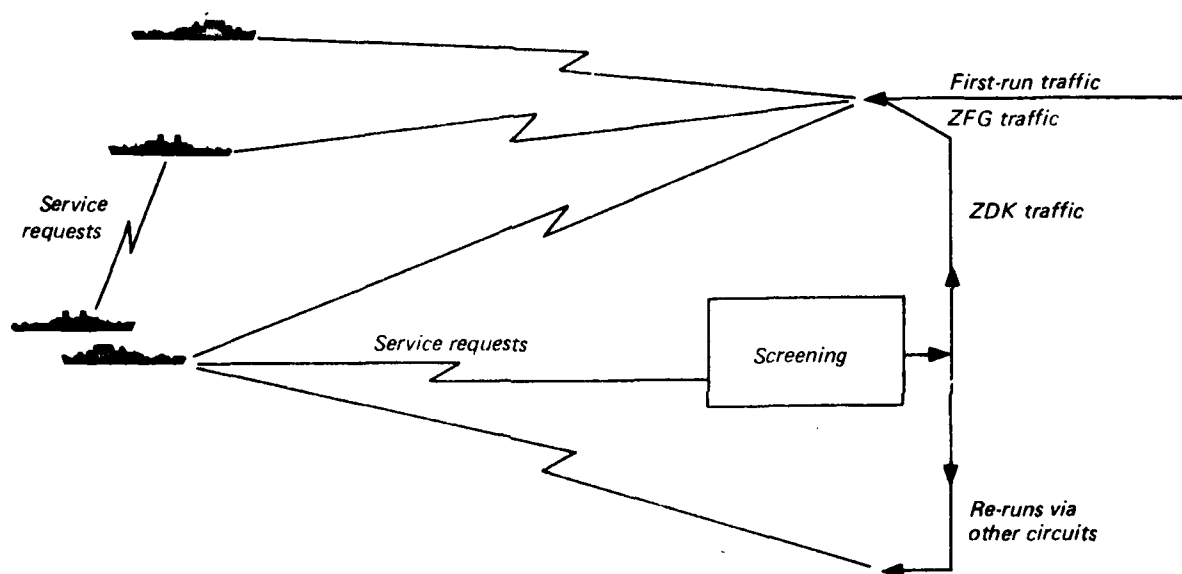 First-run traffic
ZFG traffic
Service
requests
ZDK traffic
Service requests
Screening
Re-runs via
other circuits